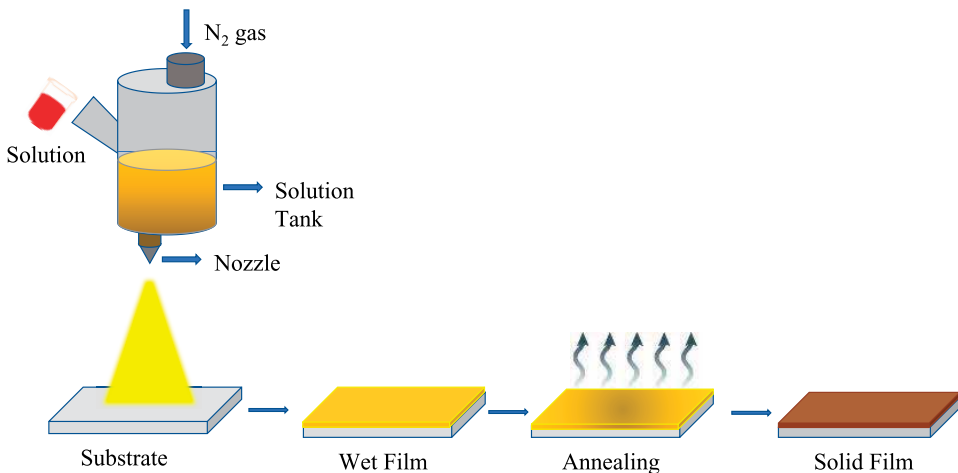 N₂ gas
Solution
Solution
Tank
Nozzle
Substrate
Wet Film
Annealing
Solid Film